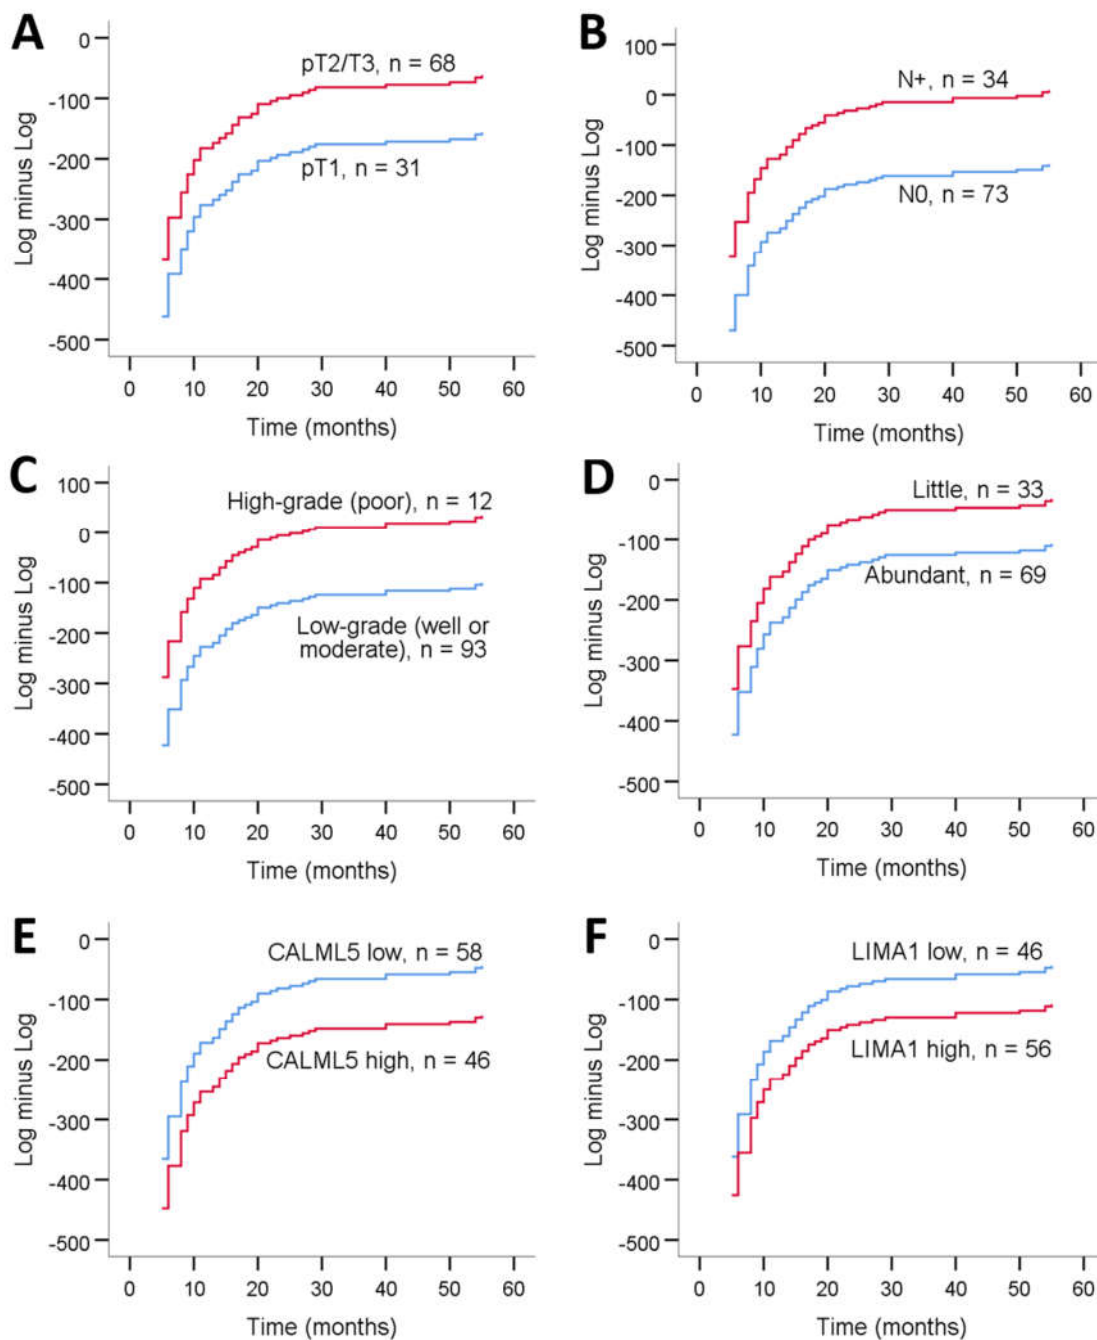 A
0
-100
-200
-300
-400
-500
Log minus Log
pT2/T3, n = 68
pT1, n = 31
0 10 20 30 40 50 60
Time (months)
B
100
0
-100
-200
-300
-400
-500
Log minus Log
N+, n = 34
N0, n = 73
0 10 20 30 40 50 60
Time (months)
C
100
0
-100
-200
-300
-400
-500
Log minus Log
High-grade (poor), n = 12
Low-grade (well or
moderate), n = 93
0 10 20 30 40 50 60
Time (months)
D
0
-100
-200
-300
-400
-500
Log minus Log
Little, n = 33
Abundant, n = 69
0 10 20 30 40 50 60
Time (months)
E
0
-100
-200
-300
-400
-500
Log minus Log
CALML5 low, n = 58
CALML5 high, n = 46
0 10 20 30 40 50 60
Time (months)
F
0
-100
-200
-300
-400
-500
Log minus Log
LIMA1 low, n = 46
LIMA1 high, n = 56
0 10 20 30 40 50 60
Time (months)